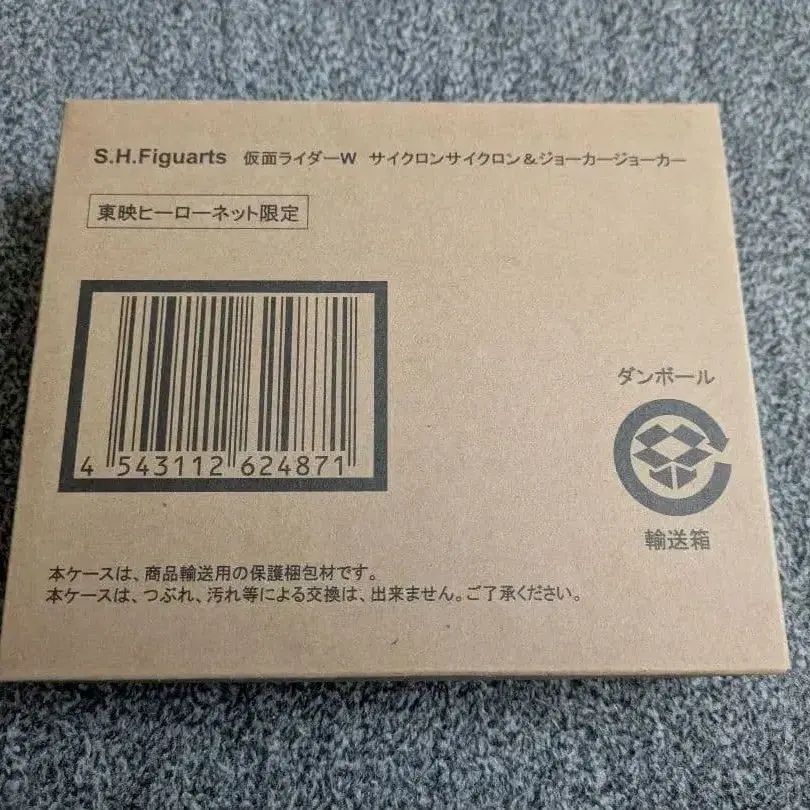 S.H.Figuarts 仮面ライダーW サイクロンサイクロン＆ジョーカージョーカー
東映ヒーローネット限定
4 543112 624871
ダンボール
輸送箱
本ケースは、商品輸送用の保護梱包材です。
本ケースは、つぶれ、汚れ等による交換は、出来ません。ご了承ください。